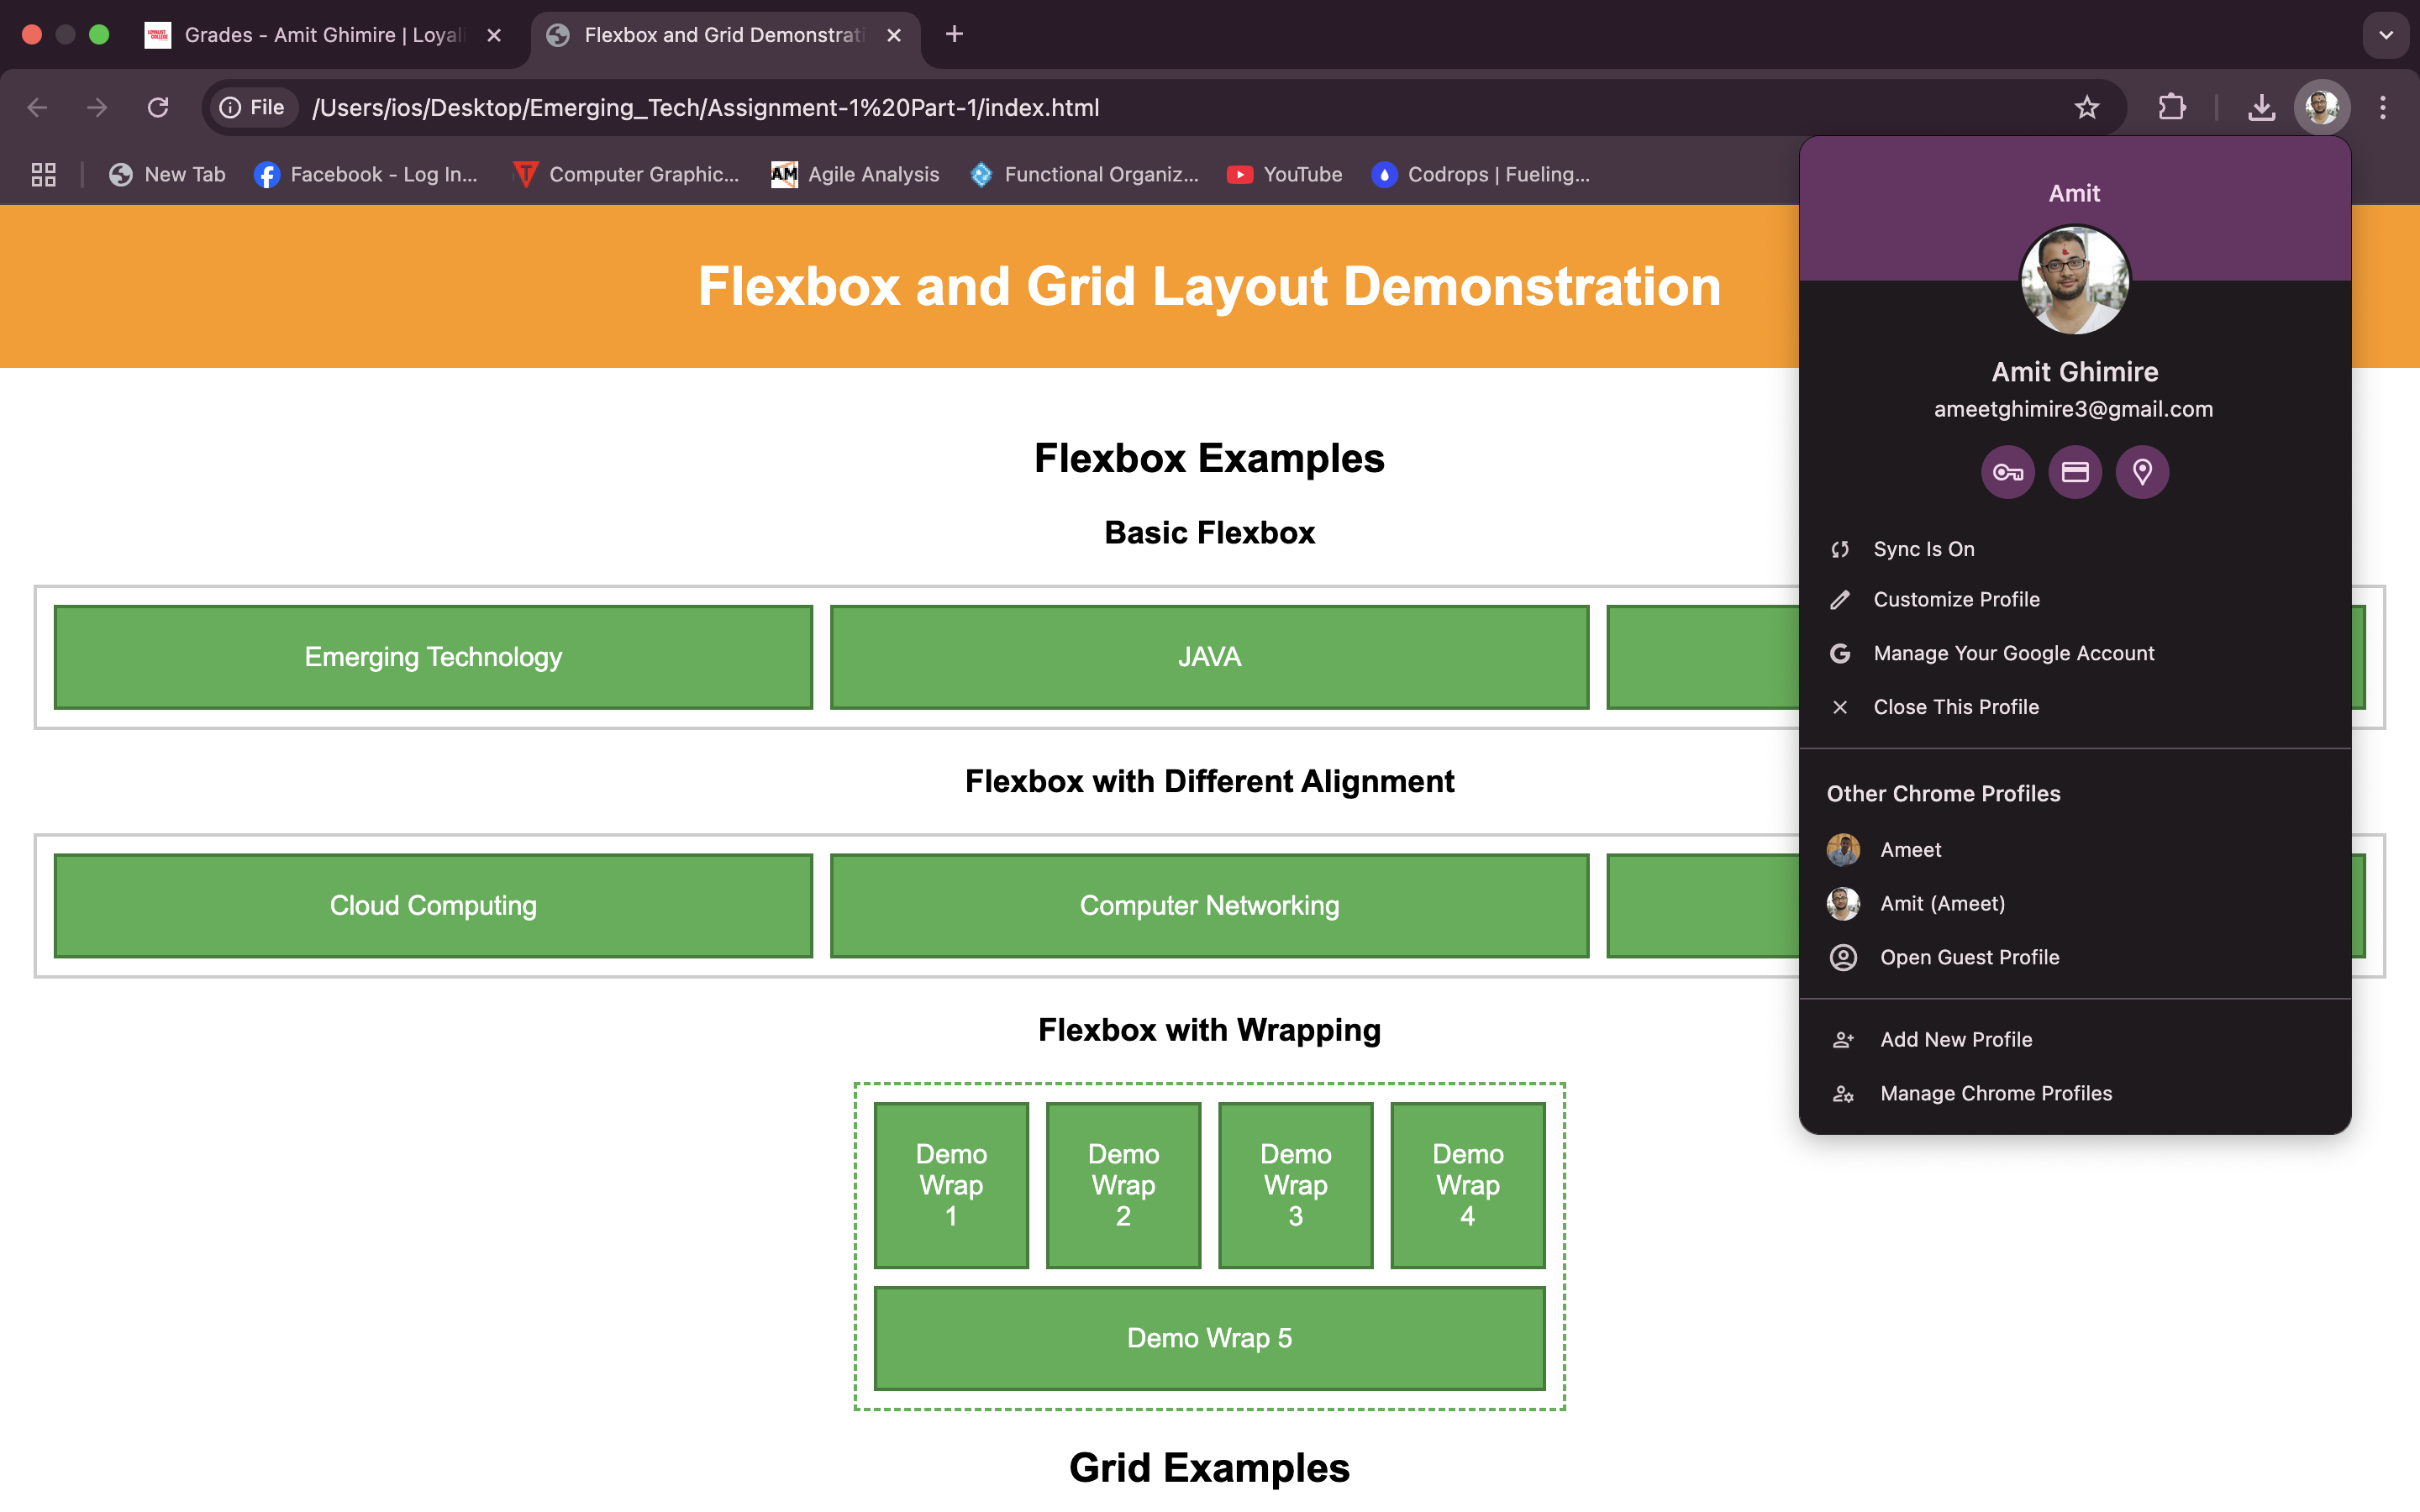 Grades - Amit Ghimire | Loyali
Flexbox and Grid Demonstrati
File /Users/ios/Desktop/Emerging_Tech/Assignment-1%20Part-1/index.html
New Tab
Facebook - Log In...
Computer Graphic...
AM Agile Analysis
Functional Organiz...
YouTube
Codrops | Fueling...
Flexbox and Grid Layout Demonstration
Flexbox Examples
Basic Flexbox
Emerging Technology
JAVA
Flexbox with Different Alignment
Cloud Computing
Computer Networking
Flexbox with Wrapping
Demo
Wrap
1
Demo
Wrap
2
Demo
Wrap
3
Demo
Wrap
4
Demo Wrap 5
Grid Examples
Amit
Amit Ghimire
ameetghimire3@gmail.com
Sync Is On
Customize Profile
Manage Your Google Account
Close This Profile
Other Chrome Profiles
Ameet
Amit (Ameet)
Open Guest Profile
Add New Profile
Manage Chrome Profiles